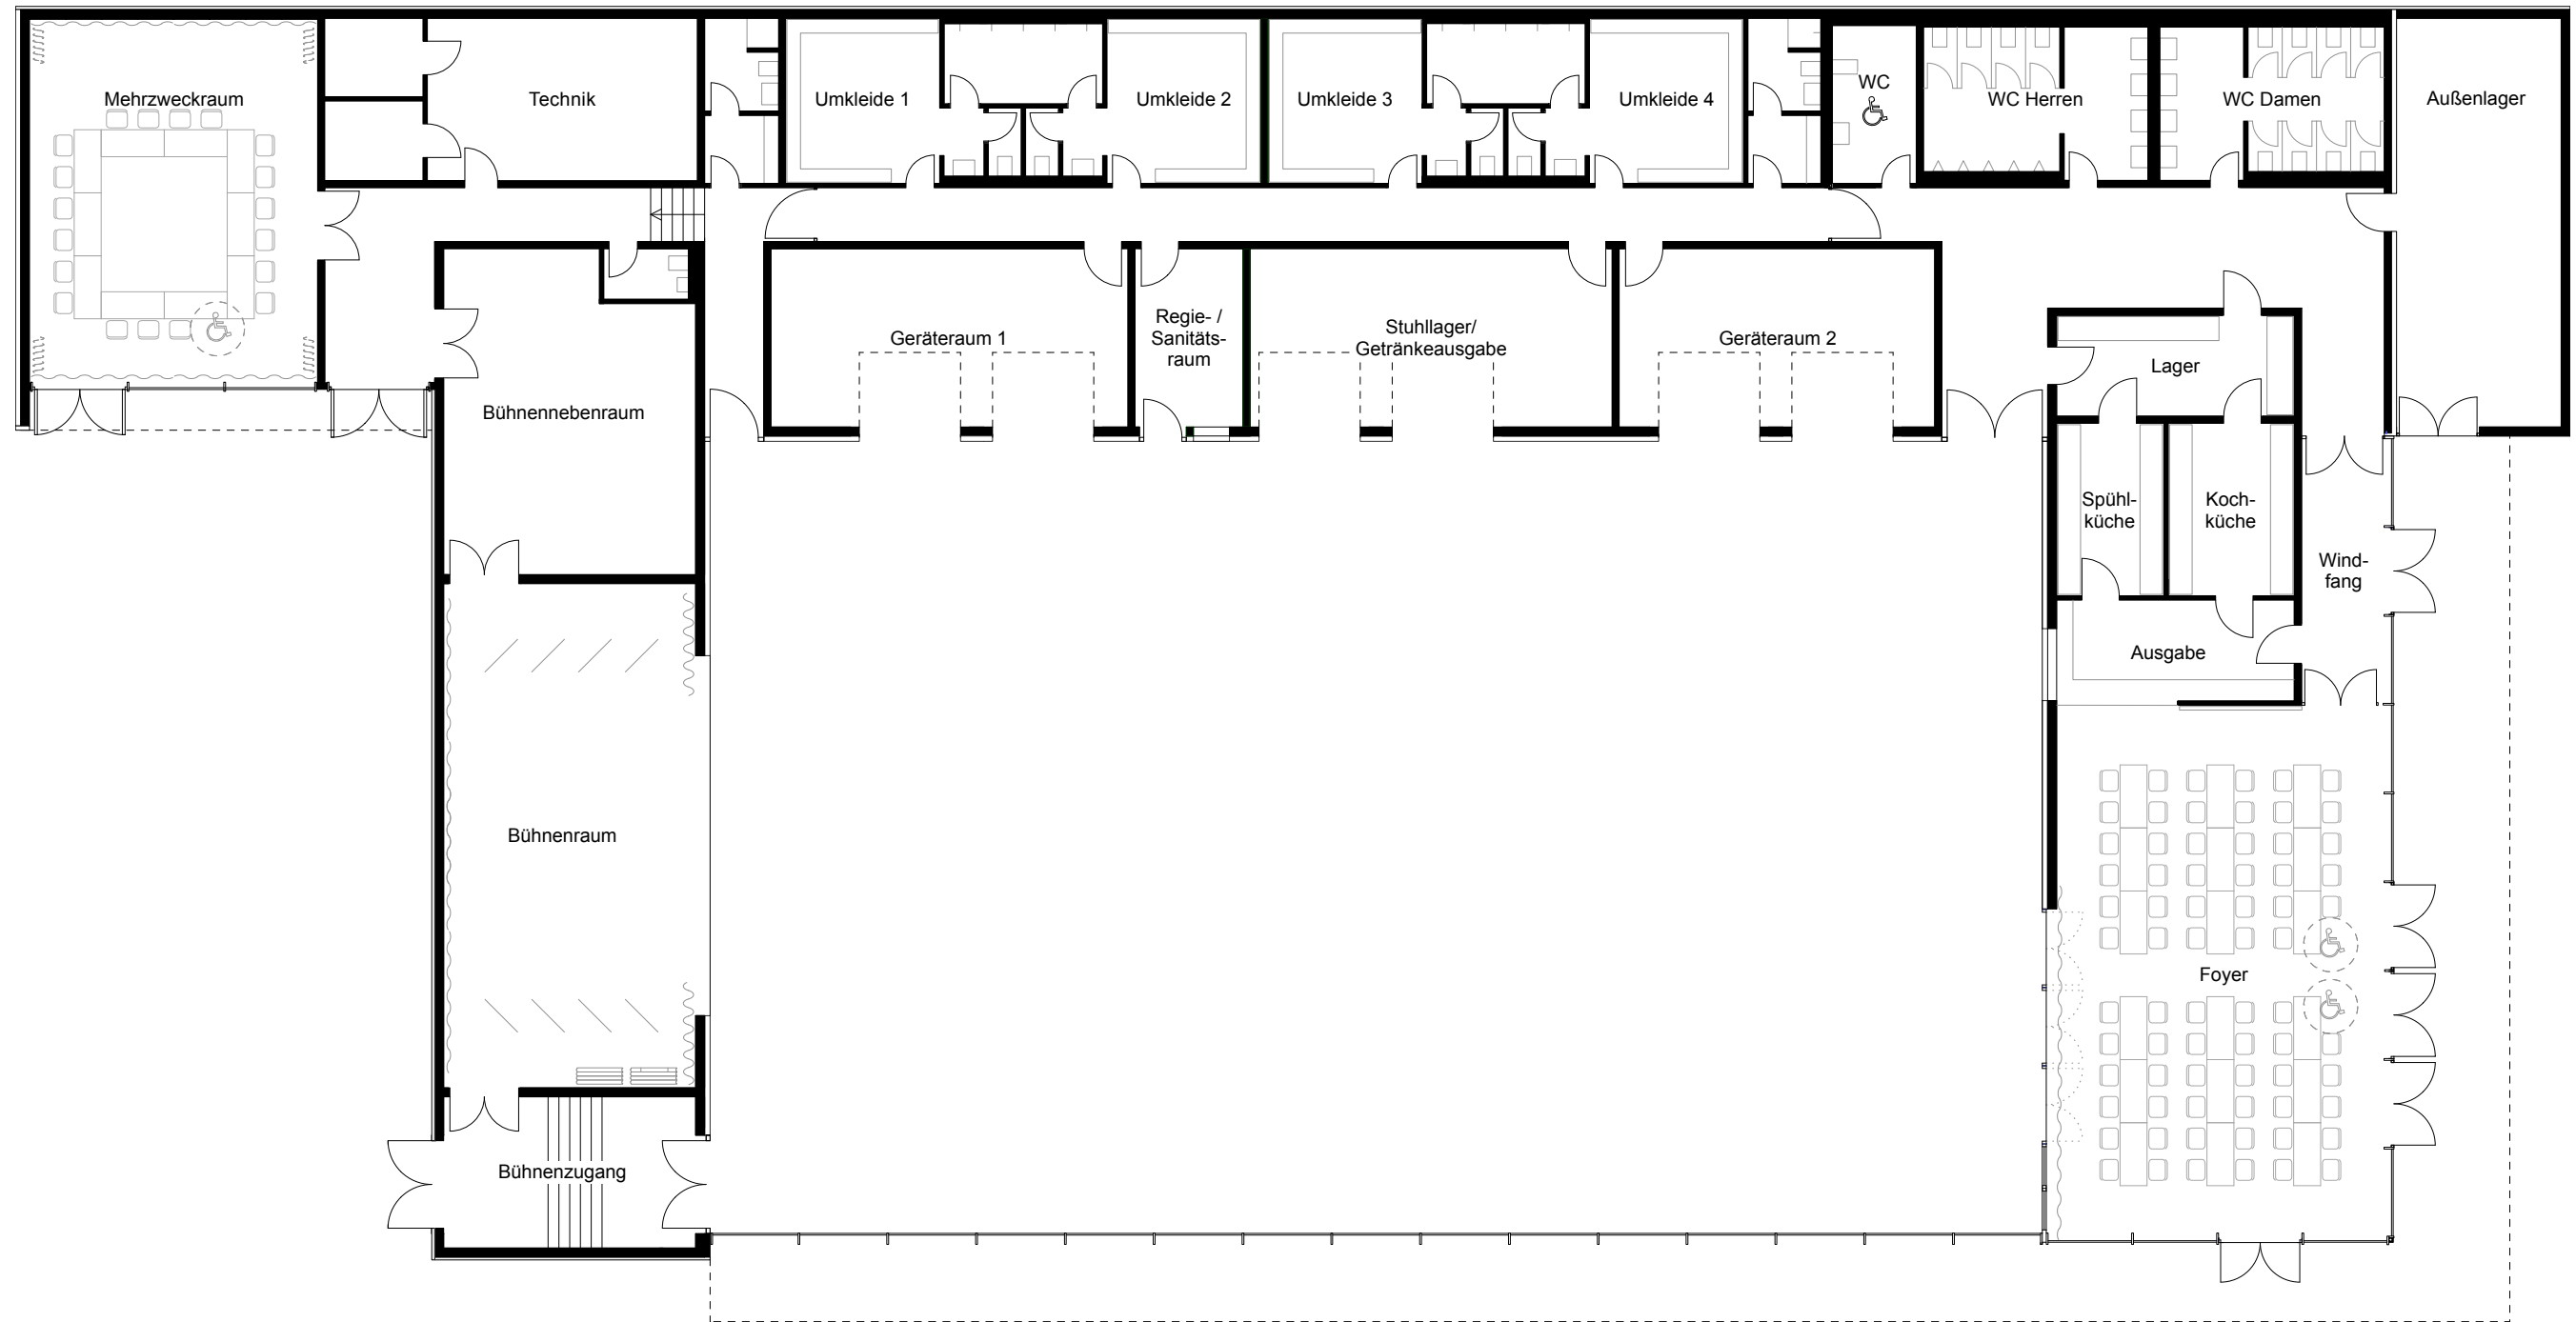 Mehrzweckraum
Technik
Umkleide 1
Umkleide 2
Umkleide 3
Umkleide 4
WC
WC Herren
WC Damen
Außenlager
Geräteraum 1
Regie- /
Sanitäts-
raum
Stuhllager/
Getränkeausgabe
Geräteraum 2
Lager
Bühnennebenraum
Spühl-
küche
Koch-
küche
Wind-
fang
Ausgabe
Bühnenraum
Foyer
Bühnenzugang